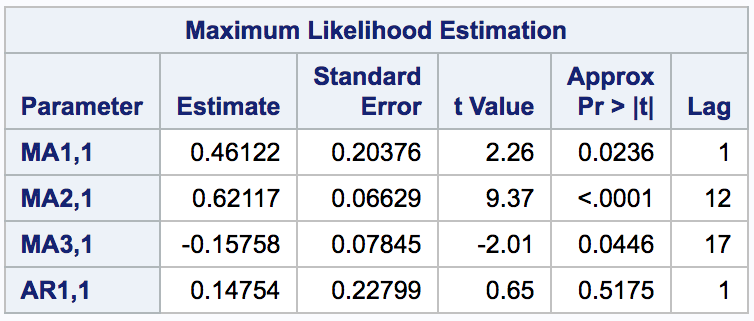 Maximum Likelihood Estimation
Parameter Estimate Standard Error t Value Approx Pr > |t| Lag
MA1,1 0.46122 0.20376 2.26 0.0236 1
MA2,1 0.62117 0.06629 9.37 <.0001 12
MA3,1 -0.15758 0.07845 -2.01 0.0446 17
AR1,1 0.14754 0.22799 0.65 0.5175 1